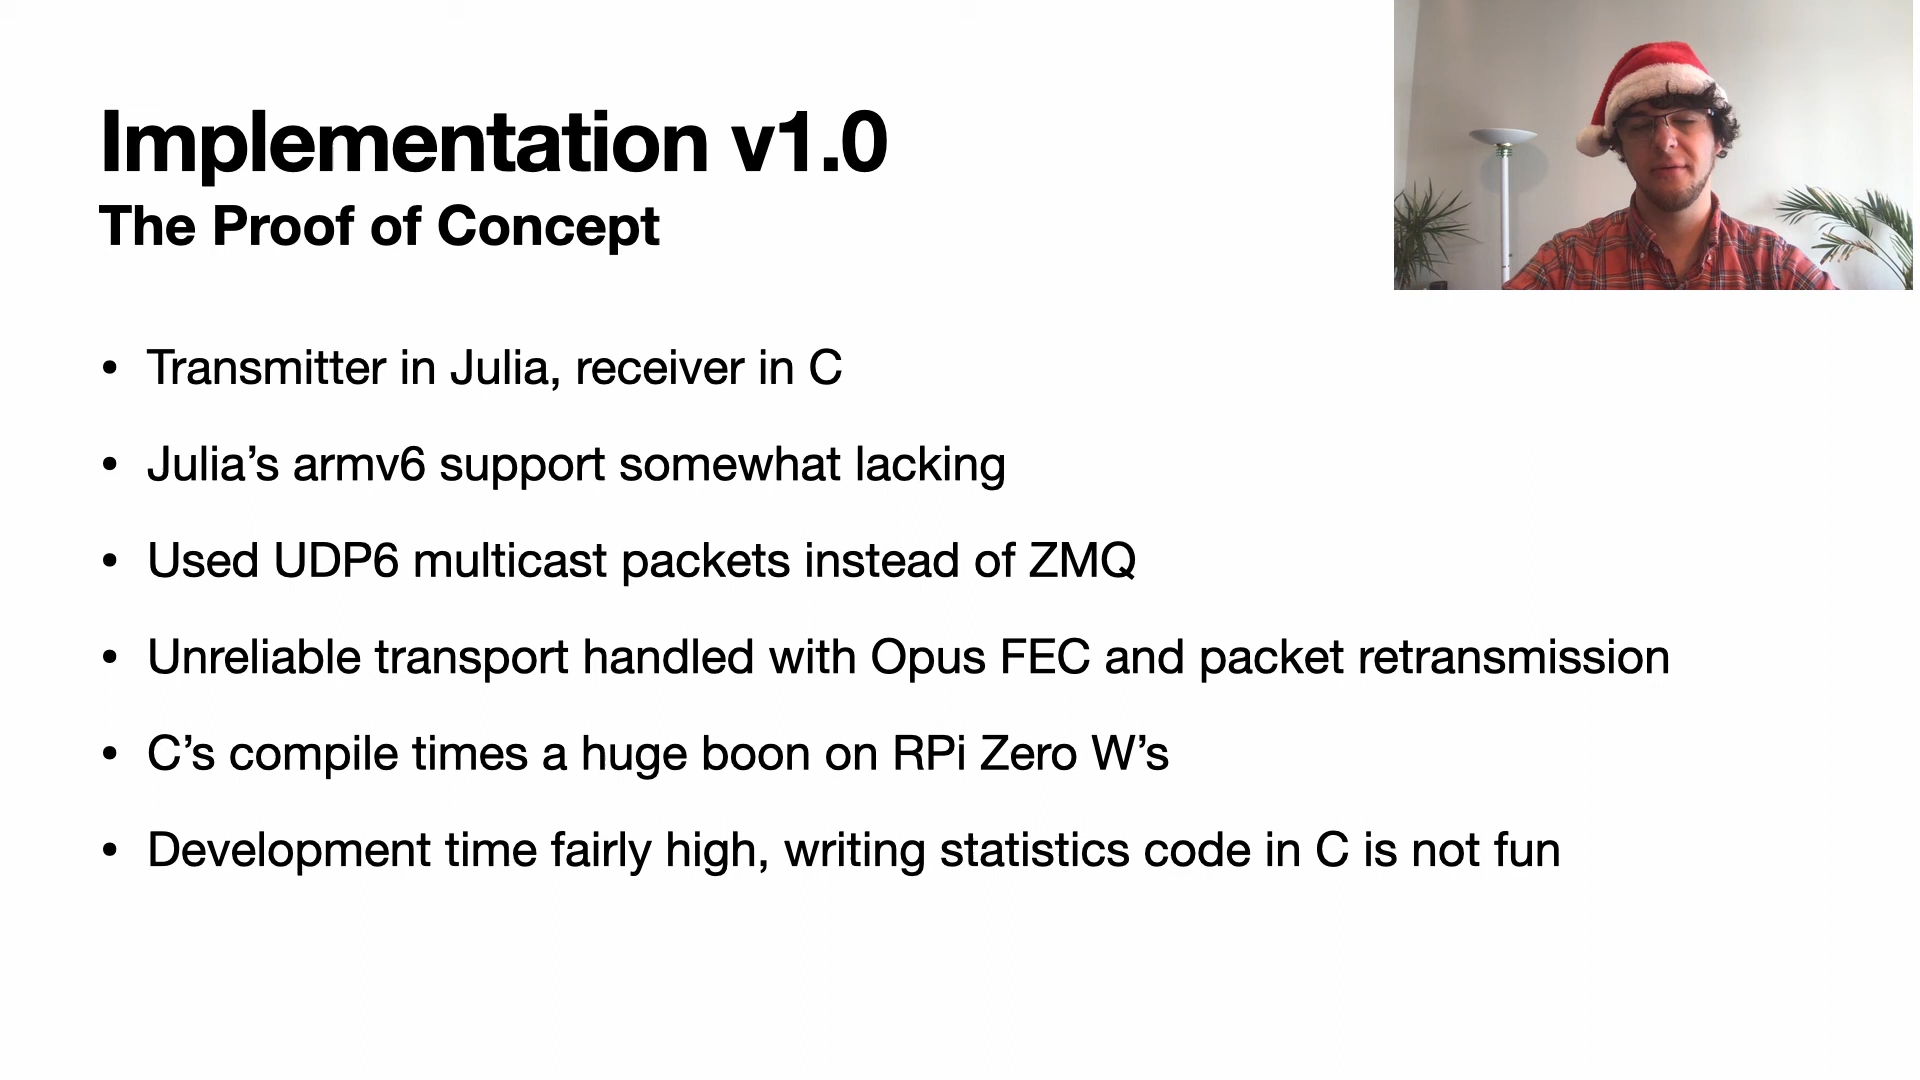 Implementation v1.0
The Proof of Concept
• Transmitter in Julia, receiver in C
• Julia’s armv6 support somewhat lacking
• Used UDP6 multicast packets instead of ZMQ
• Unreliable transport handled with Opus FEC and packet retransmission
• C’s compile times a huge boon on RPi Zero W’s
• Development time fairly high, writing statistics code in C is not fun